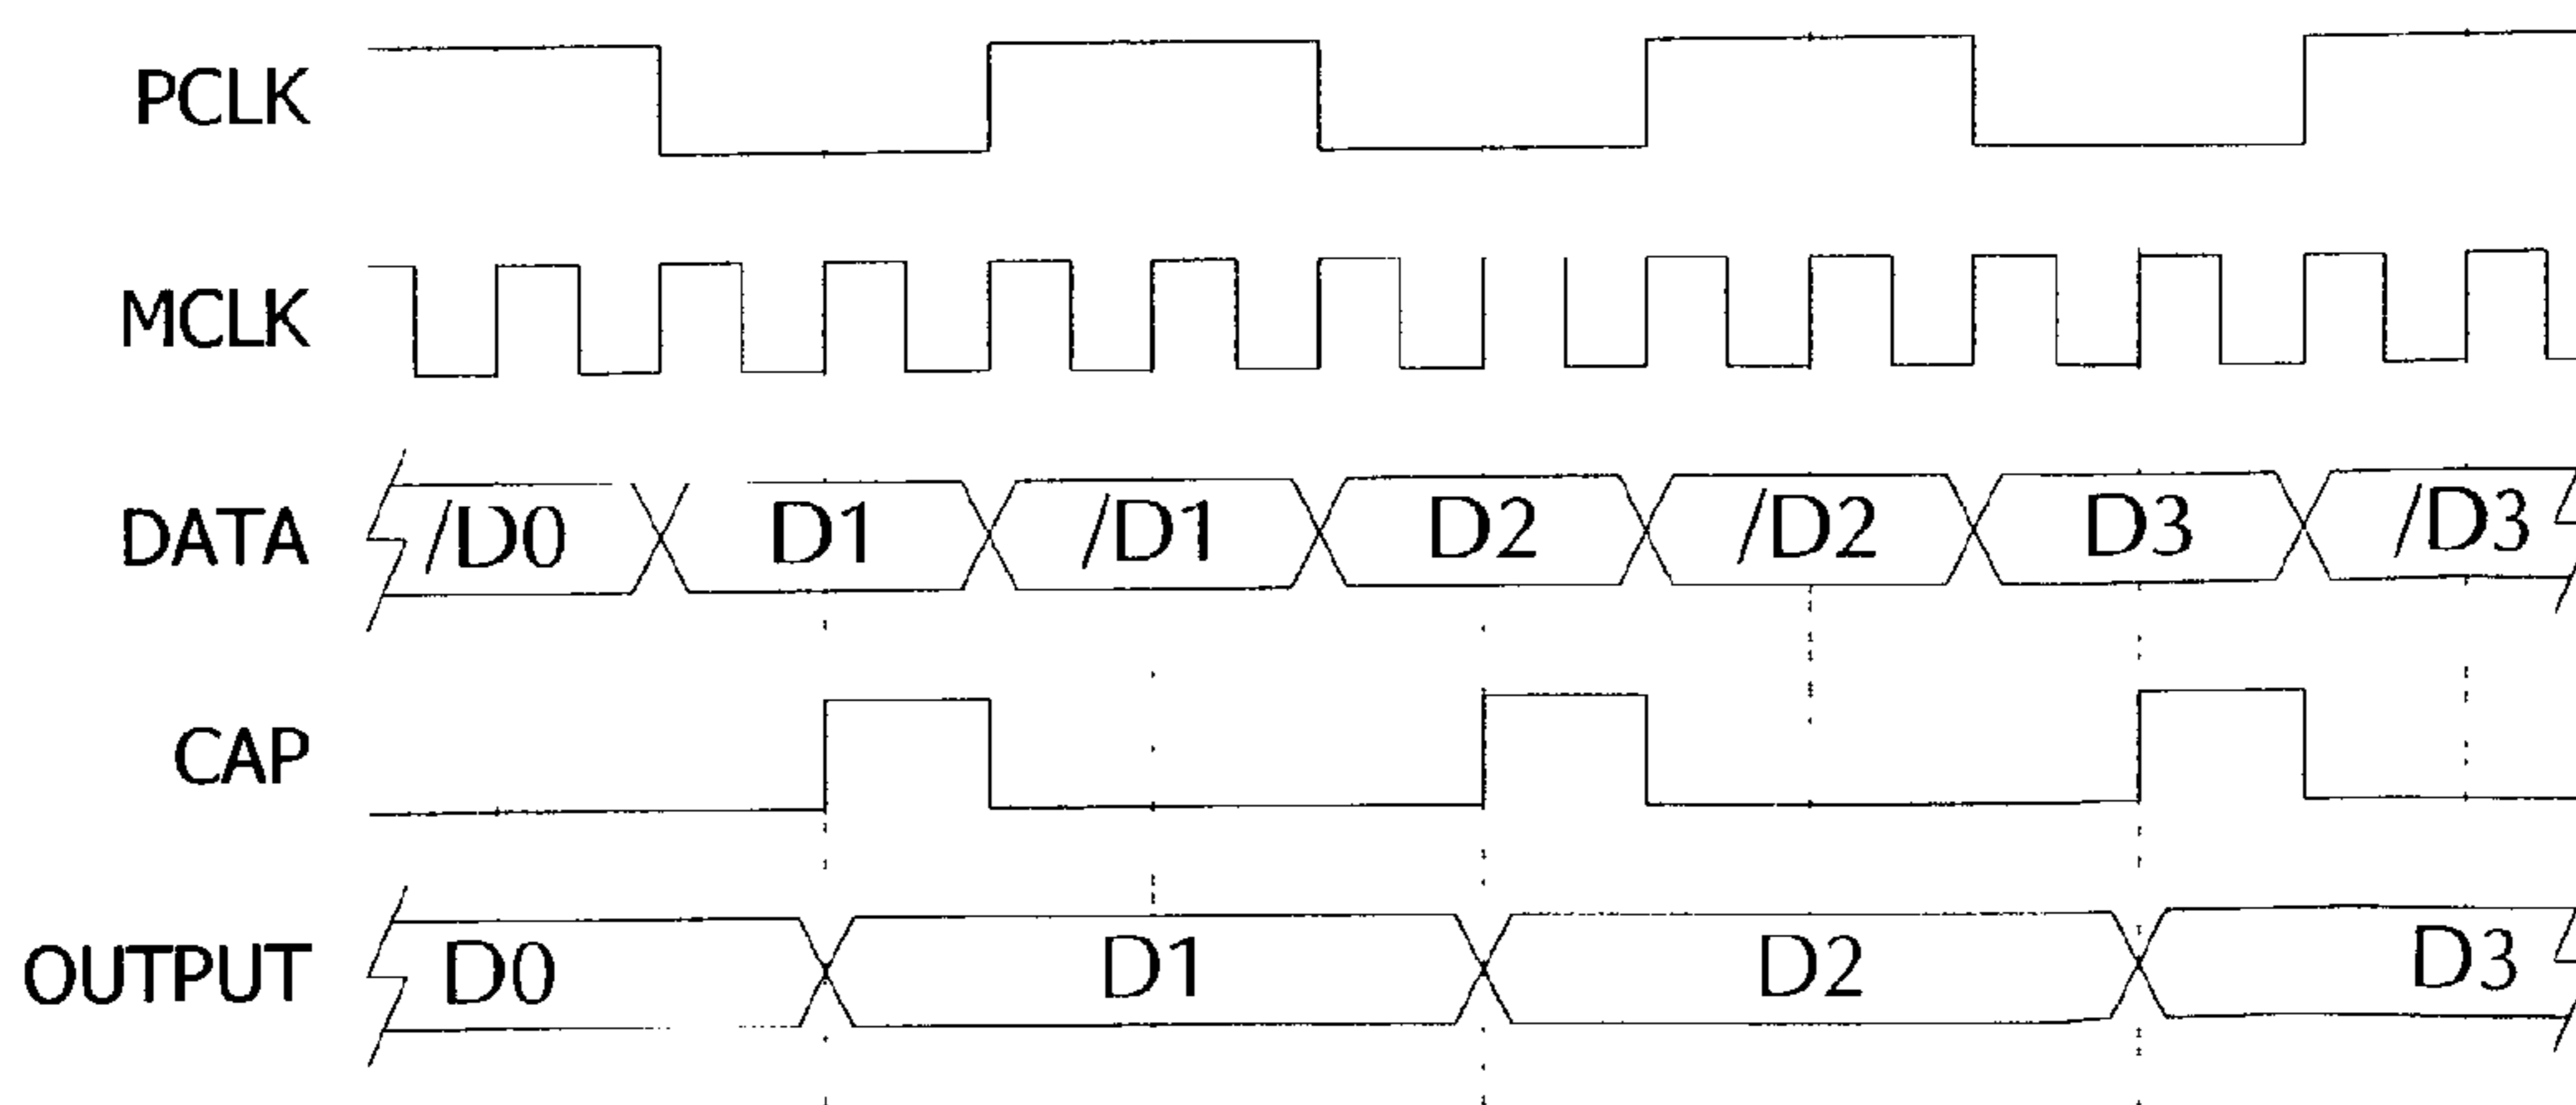 PCLK
MCLK
DATA /D0 D1 /D1 D2 /D2 D3 /D3
CAP
OUTPUT D0 D1 D2 D3